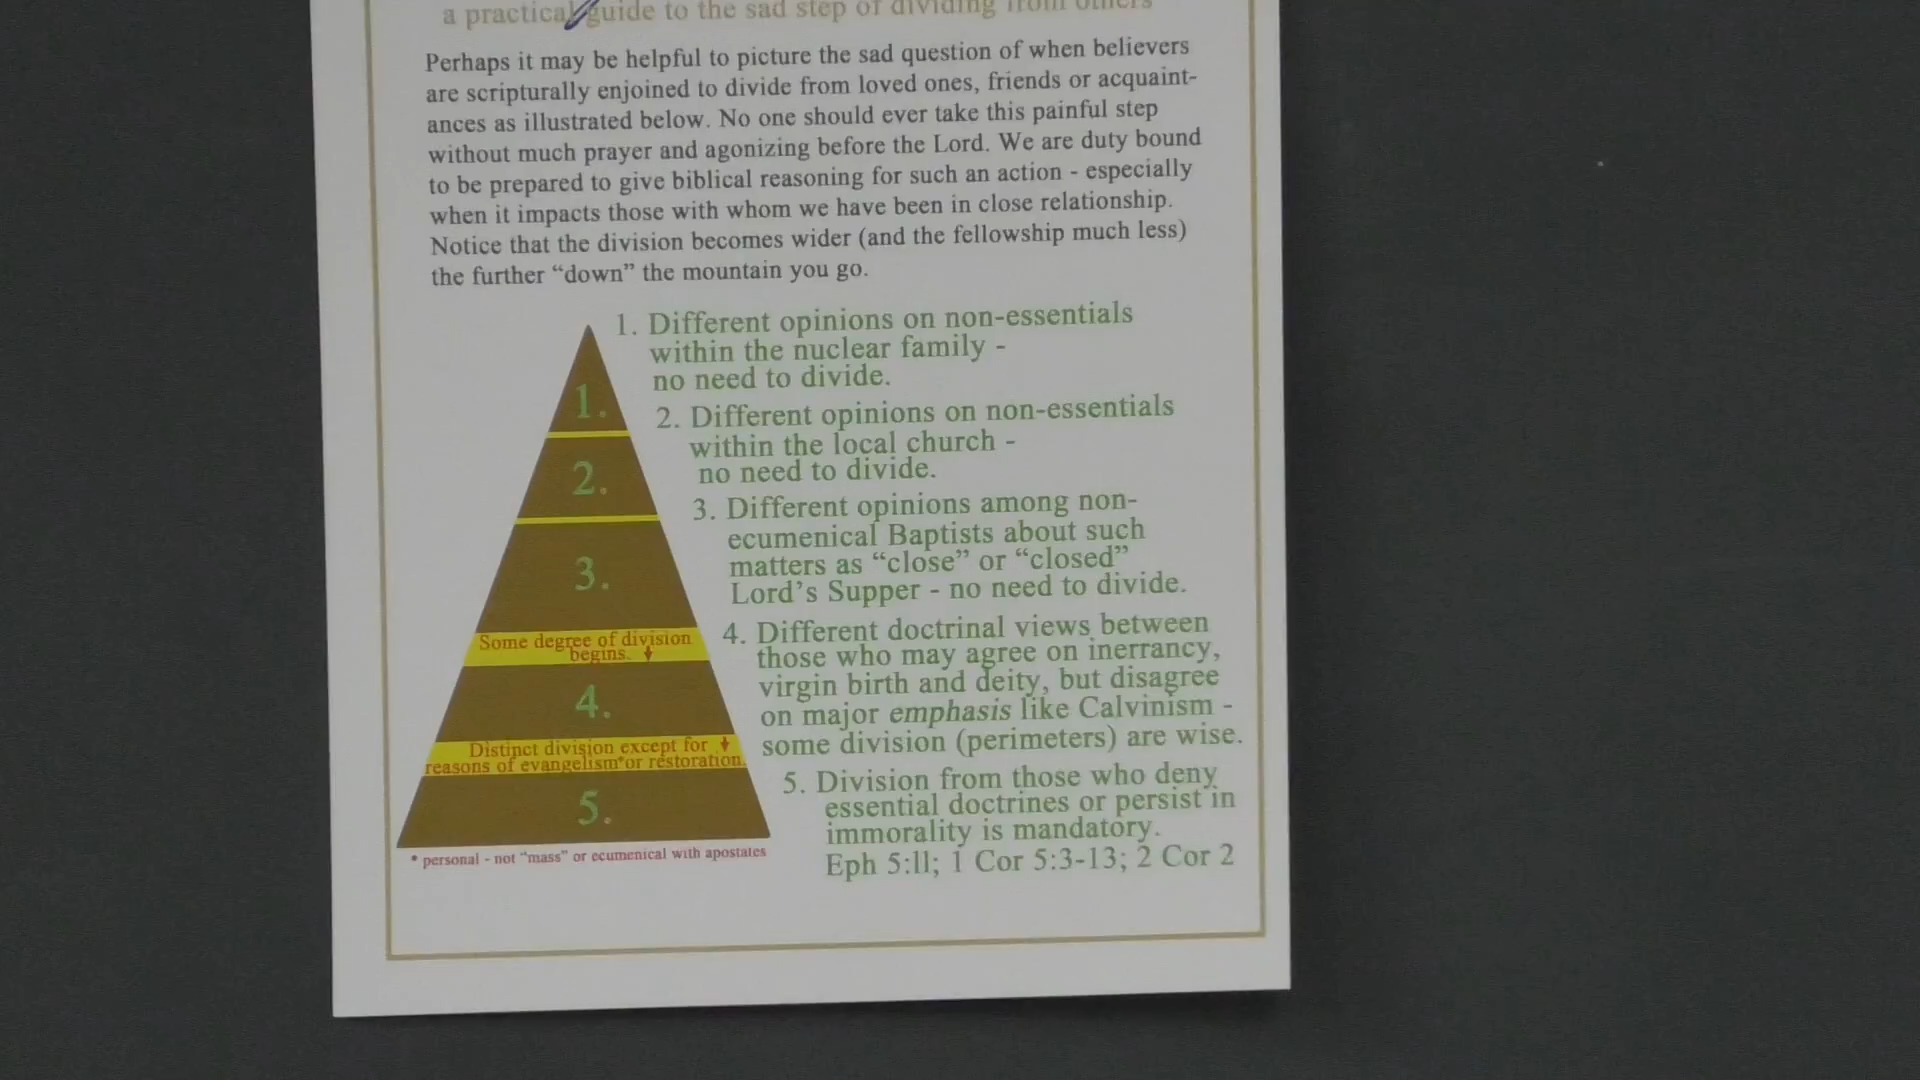 a practical guide to the sad step of dividing from others
Perhaps it may be helpful to picture the sad question of when believers
are scripturally enjoined to divide from loved ones, friends or acquaint-
ances as illustrated below. No one should ever take this painful step
without much prayer and agonizing before the Lord. We are duty bound
to be prepared to give biblical reasoning for such an action - especially
when it impacts those with whom we have been in close relationship.
Notice that the division becomes wider (and the fellowship much less)
the further “down” the mountain you go.
1. Different opinions on non-essentials
within the nuclear family -
no need to divide.
2. Different opinions on non-essentials
within the local church -
no need to divide.
3. Different opinions among non-
ecumenical Baptists about such
matters as “close” or “closed”
Lord’s Supper - no need to divide.
4. Different doctrinal views between
those who may agree on inerrancy,
virgin birth and deity, but disagree
on major emphasis like Calvinism -
some division (perimeters) are wise.
5. Division from those who deny
essential doctrines or persist in
immorality is mandatory.
Eph 5:ll; 1 Cor 5:3-13; 2 Cor 2
1.
2.
3.
Some degree of division
begins.
4.
Distinct division except for
reasons of evangelism*or restoration.
5.
* personal - not “mass” or ecumenical with apostates